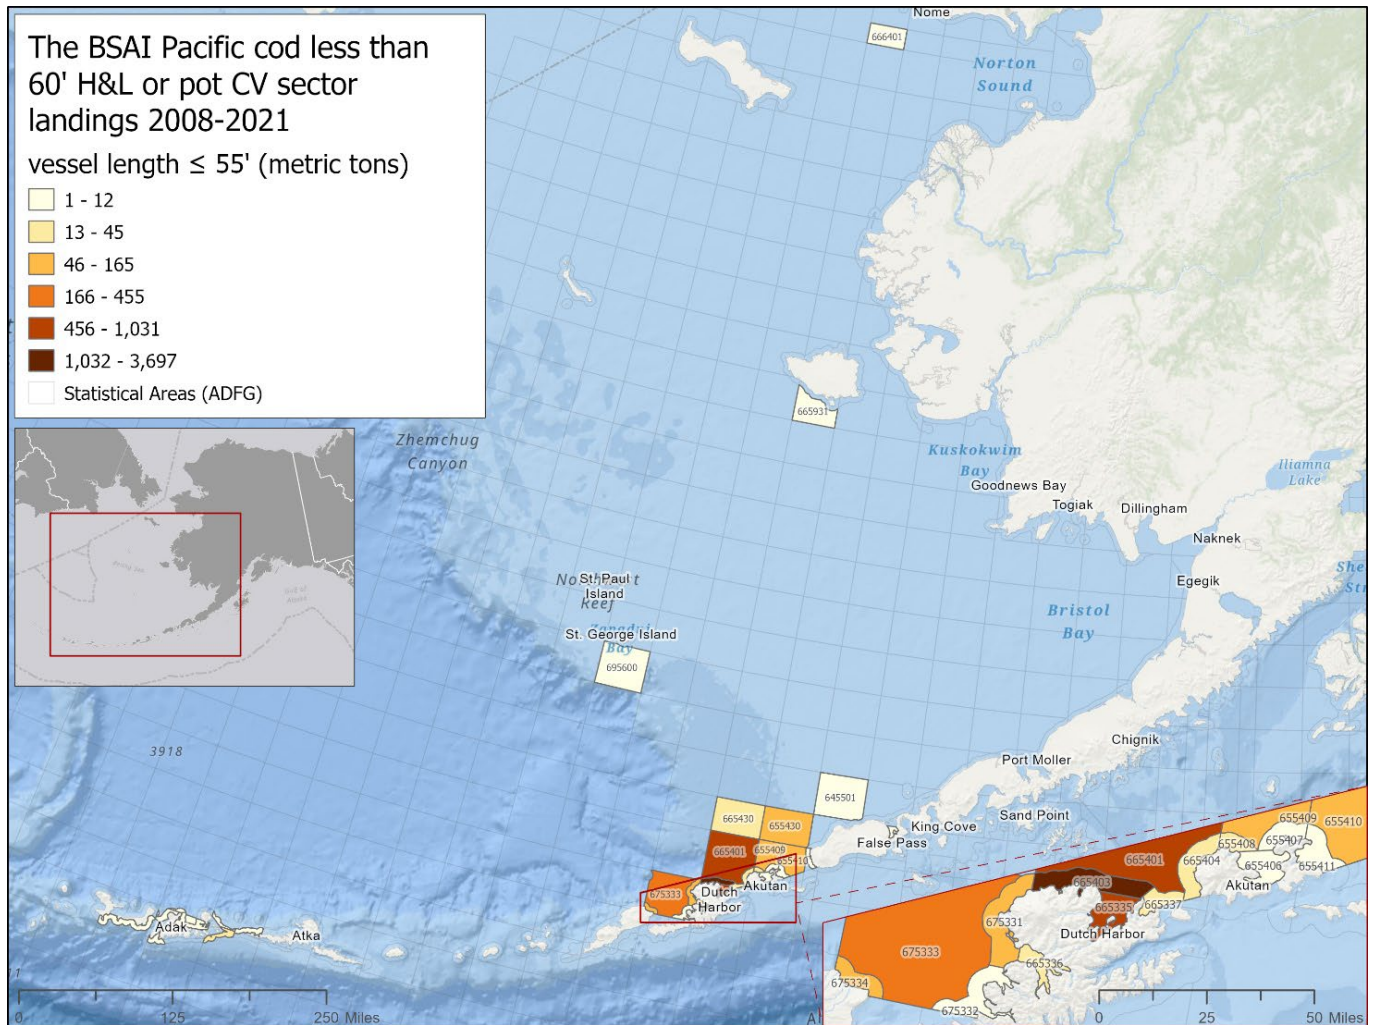 The BSAI Pacific cod less than
60' H&L or pot CV sector
landings 2008-2021
vessel length ≤ 55' (metric tons)
1 - 12
13 - 45
46 - 165
166 - 455
456 - 1,031
1,032 - 3,697
Statistical Areas (ADFG)
Nome
666401
Norton
Sound
Zhemchug
Canyon
665931
Kuskokwim
Bay
Goodnews Bay
Togiak
Dillingham
Iliamna
Lake
Naknek
Egegik
St. Paul
Island
Reef
St. George Island
Bay
695600
Bristol
Bay
3918
Chignik
Port Moller
Sand Point
King Cove
False Pass
645501
665430
655430
665401
655409
655410
675333
Dutch
Harbor
Akutan
Adak
Atka
0
125
250 Miles
655409
655410
655408
655407
665401
665404
655406
655411
Akutan
665403
665335
665337
675331
Dutch Harbor
675333
665336
675334
675332
0
25
50 Miles